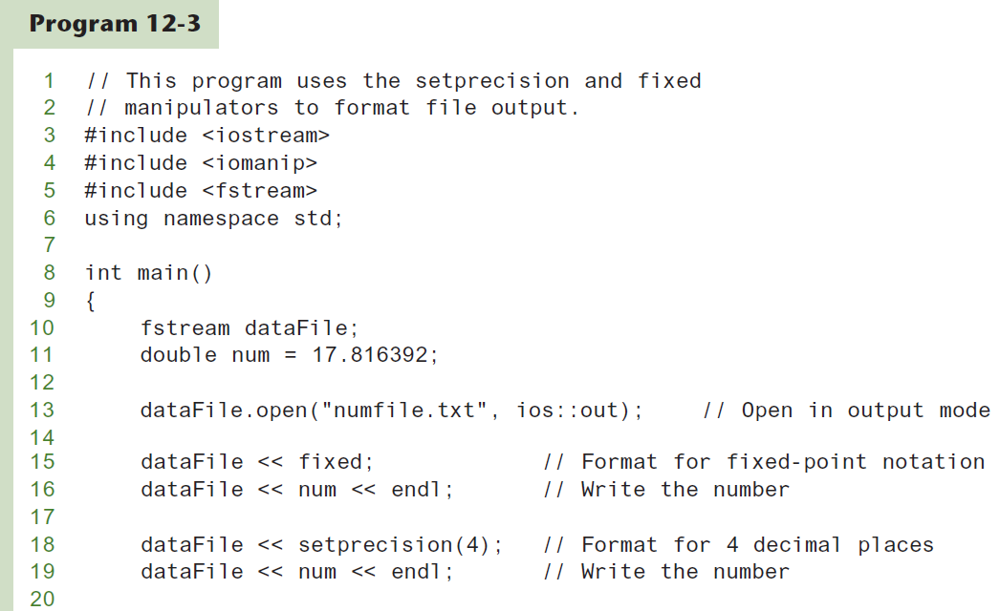 Program 12-3
1 // This program uses the setprecision and fixed
2 // manipulators to format file output.
3 #include <iostream>
4 #include <iomanip>
5 #include <fstream>
6 using namespace std;
7
8 int main()
9 {
10 fstream dataFile;
11 double num = 17.816392;
12
13 dataFile.open("numfile.txt", ios::out); // Open in output mode
14
15 dataFile << fixed; // Format for fixed-point notation
16 dataFile << num << endl; // Write the number
17
18 dataFile << setprecision(4); // Format for 4 decimal places
19 dataFile << num << endl; // Write the number
20